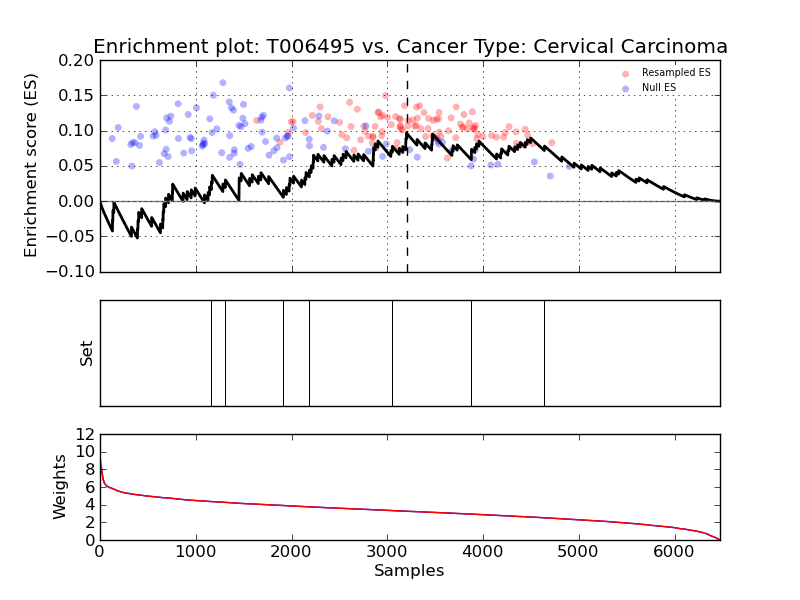 Enrichment plot: T006495 vs. Cancer Type: Cervical Carcinoma
Enrichment score (ES)
0.20
0.15
0.10
0.05
0.00
−0.05
−0.10
Resampled ES
Null ES
Set
Weights
12
10
8
6
4
2
0
0 1000 2000 3000 4000 5000 6000
Samples